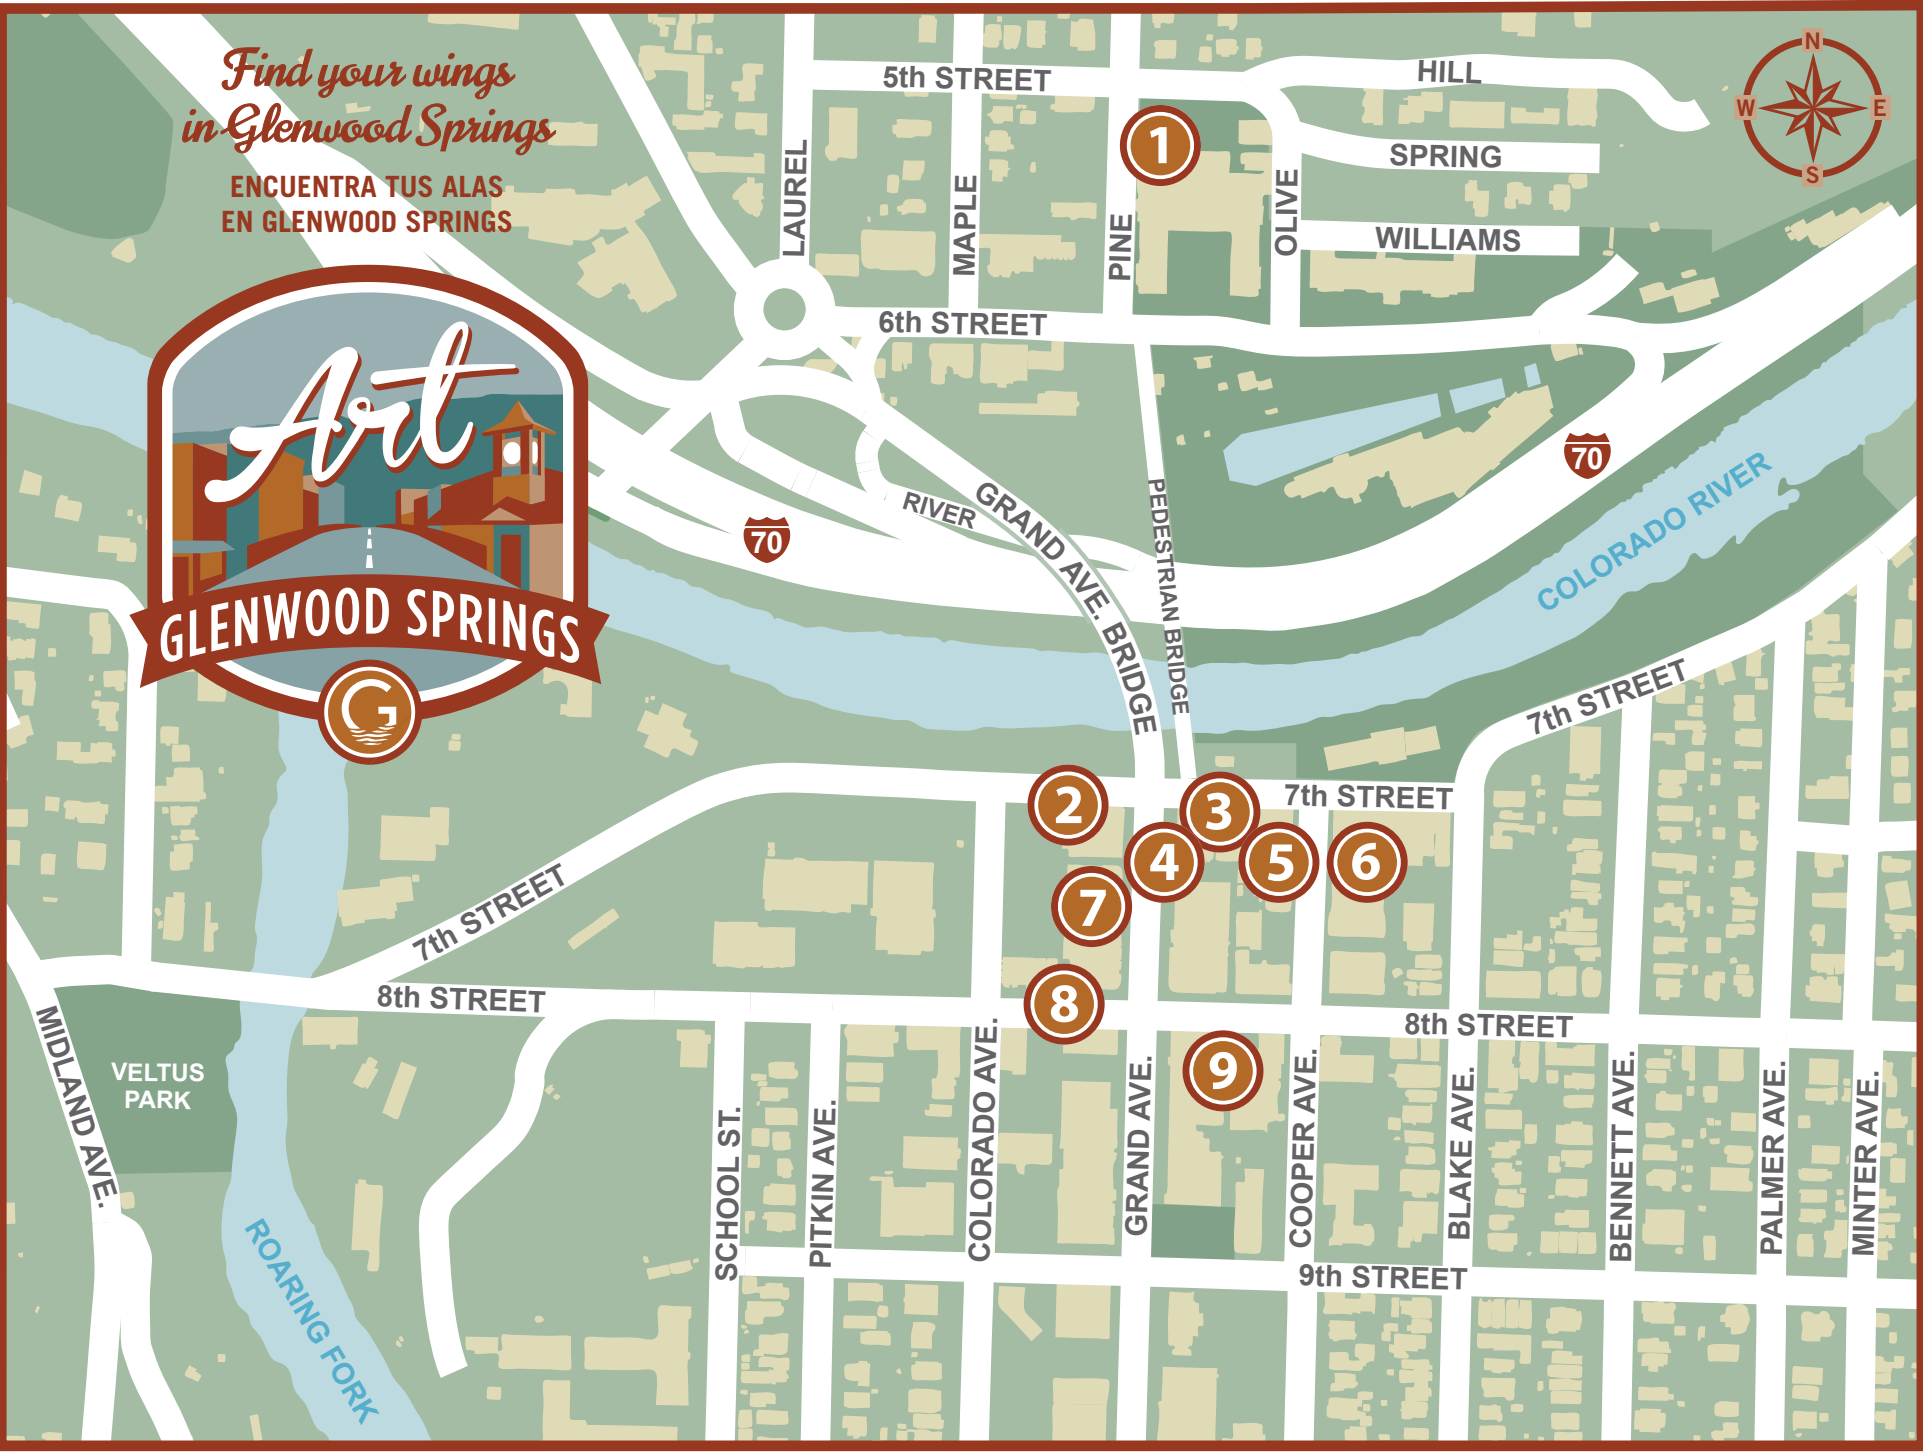 Find your wings
in Glenwood Springs
ENCUENTRA TUS ALAS
EN GLENWOOD SPRINGS
Art
GLENWOOD SPRINGS
G
N
W
E
S
5th STREET
HILL
SPRING
WILLIAMS
LAUREL
MAPLE
PINE
OLIVE
1
6th STREET
70
70
RIVER
GRAND AVE. BRIDGE
PEDESTRIAN BRIDGE
COLORADO RIVER
7th STREET
7th STREET
7th STREET
2
3
4
5
6
7
8
9
8th STREET
8th STREET
MIDLAND AVE.
VELTUS
PARK
ROARING FORK
SCHOOL ST.
PITKIN AVE.
COLORADO AVE.
GRAND AVE.
COOPER AVE.
BLAKE AVE.
BENNETT AVE.
PALMER AVE.
MINTER AVE.
9th STREET